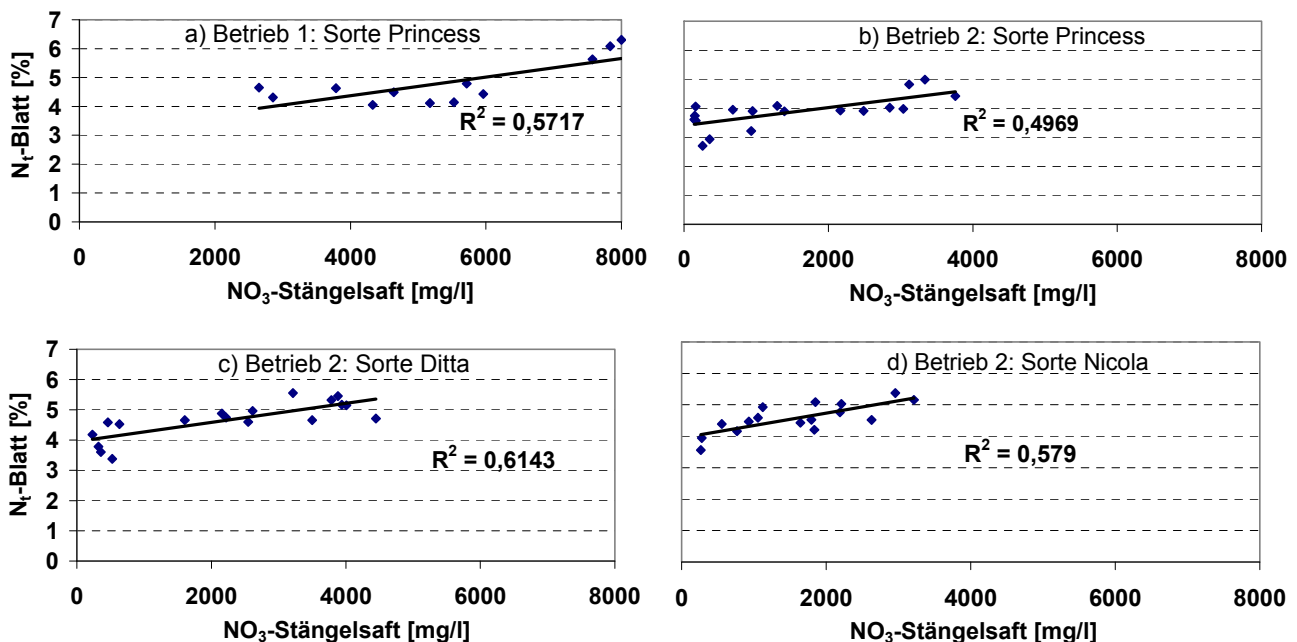 a) Betrieb 1: Sorte Princess
N_t-Blatt [%]
7
6
5
4
3
2
1
0
R² = 0,5717
0 2000 4000 6000 8000
NO₃-Stängelsaft [mg/l]
b) Betrieb 2: Sorte Princess
R² = 0,4969
0 2000 4000 6000 8000
NO₃-Stängelsaft [mg/l]
c) Betrieb 2: Sorte Ditta
N_t-Blatt [%]
7
6
5
4
3
2
1
0
R² = 0,6143
0 2000 4000 6000 8000
NO₃-Stängelsaft [mg/l]
d) Betrieb 2: Sorte Nicola
R² = 0,579
0 2000 4000 6000 8000
NO₃-Stängelsaft [mg/l]